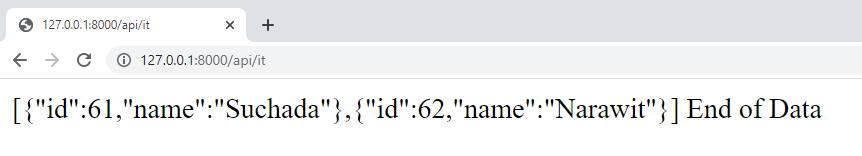 127.0.0.1:8000/api/it
127.0.0.1:8000/api/it
[{"id":61,"name":"Suchada"},{"id":62,"name":"Narawit"}] End of Data